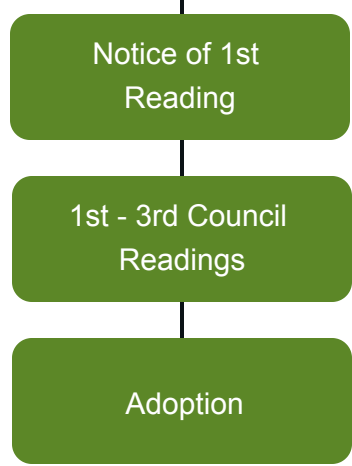 Notice of 1st
Reading
1st - 3rd Council
Readings
Adoption